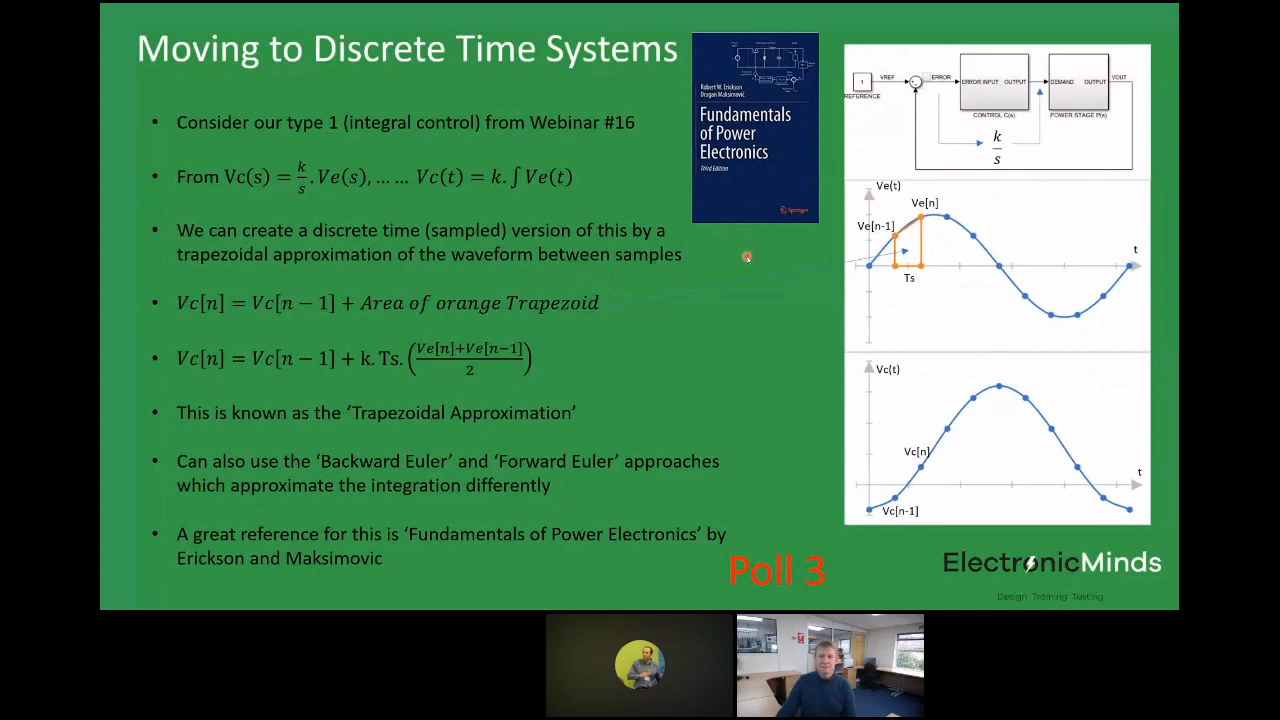 Moving to Discrete Time Systems
• Consider our type 1 (integral control) from Webinar #16
• From Vc(s) = k/s . Ve(s), … … Vc(t) = k. ∫ Ve(t)
• We can create a discrete time (sampled) version of this by a
trapezoidal approximation of the waveform between samples
• Vc[n] = Vc[n − 1] + Area of orange Trapezoid
• Vc[n] = Vc[n − 1] + k. Ts. (Ve[n]+Ve[n−1]/2)
• This is known as the ‘Trapezoidal Approximation’
• Can also use the ‘Backward Euler’ and ‘Forward Euler’ approaches
which approximate the integration differently
• A great reference for this is ‘Fundamentals of Power Electronics’ by
Erickson and Maksimovic
Poll 3
Robert W. Erickson
Dragan Maksimović
Fundamentals
of Power
Electronics
Third Edition
Springer
1
REFERENCE
VREF
ERROR
ERROR INPUT OUTPUT
CONTROL C(s)
DEMAND OUTPUT
POWER STAGE P(s)
VOUT
k
s
Ve(t)
Ve[n]
Ve[n-1]
t
Ts
Vc(t)
Vc[n]
t
Vc[n-1]
ElectronicMinds
Design Training Testing